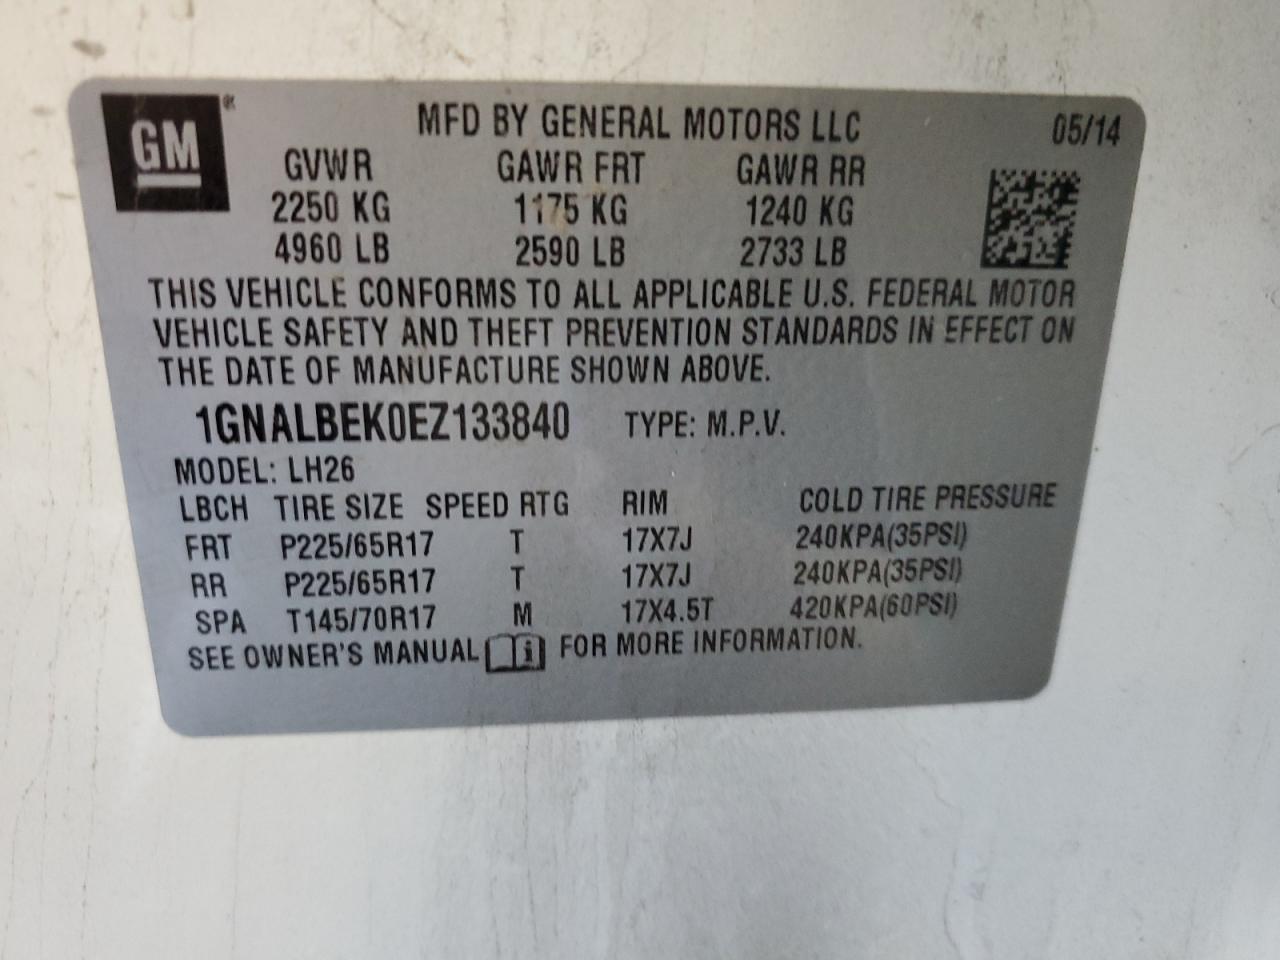 GM
MFD BY GENERAL MOTORS LLC 05/14
GVWR GAWR FRT GAWR RR
2250 KG 1175 KG 1240 KG
4960 LB 2590 LB 2733 LB
THIS VEHICLE CONFORMS TO ALL APPLICABLE U.S. FEDERAL MOTOR
VEHICLE SAFETY AND THEFT PREVENTION STANDARDS IN EFFECT ON
THE DATE OF MANUFACTURE SHOWN ABOVE.
1GNALBEK0EZ133840 TYPE: M.P.V.
MODEL: LH26
LBCH TIRE SIZE SPEED RTG RIM COLD TIRE PRESSURE
FRT P225/65R17 T 17X7J 240KPA(35PSI)
RR P225/65R17 T 17X7J 240KPA(35PSI)
SPA T145/70R17 M 17X4.5T 420KPA(60PSI)
SEE OWNER'S MANUAL i FOR MORE INFORMATION.